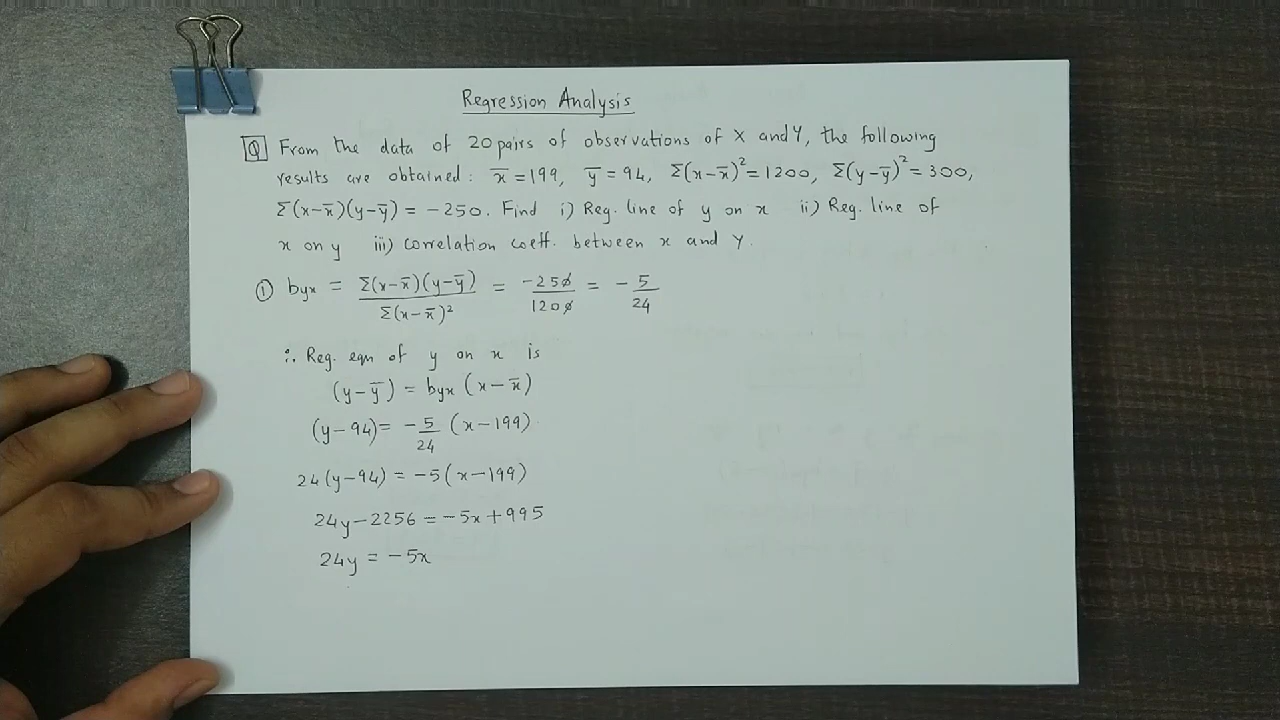 Regression Analysis
Q From the data of 20 pairs of observations of X and Y, the following
results are obtained: x̅ = 199, y̅ = 94, Σ(x-x̅)² = 1200, Σ(y-y̅)² = 300,
Σ(x-x̅)(y-y̅) = -250. Find i) Reg. line of y on x ii) Reg. line of
x on y iii) Correlation coeff. between x and Y.
① byx = Σ(x-x̅)(y-y̅) / Σ(x-x̅)² = -250 / 1200 = - 5/24
∴ Reg. eqn of y on x is
(y-y̅) = byx (x-x̅)
(y-94) = -5/24 (x-199)
24(y-94) = -5(x-199)
24y-2256 = -5x+995
24y = -5x